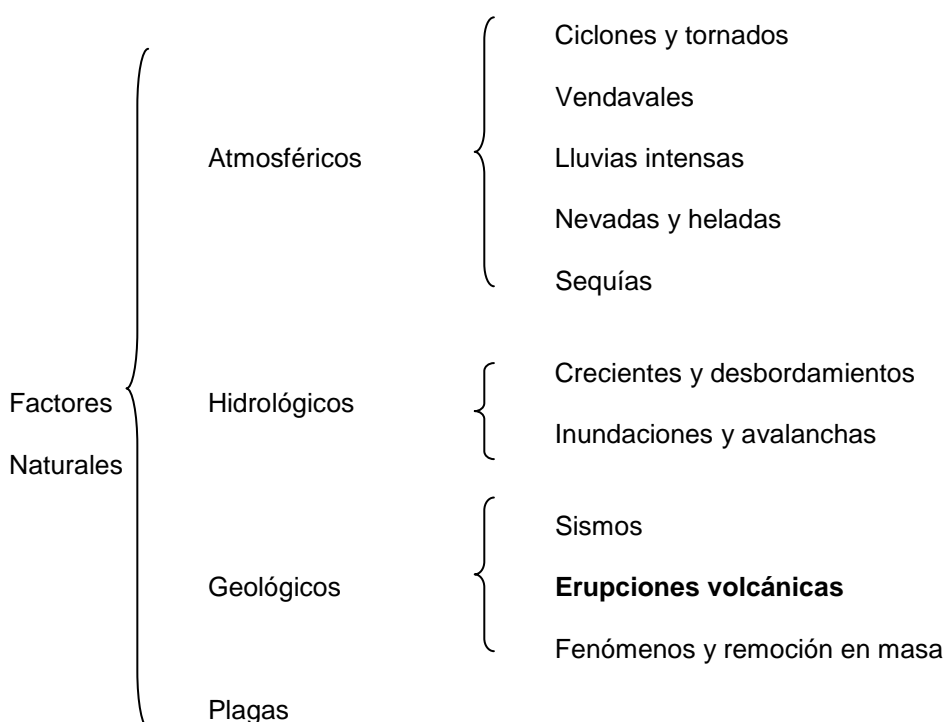 Factores
Naturales
Atmosféricos
Ciclones y tornados
Vendavales
Lluvias intensas
Nevadas y heladas
Sequías
Hidrológicos
Crecientes y desbordamientos
Inundaciones y avalanchas
Geológicos
Sismos
Erupciones volcánicas
Fenómenos y remoción en masa
Plagas